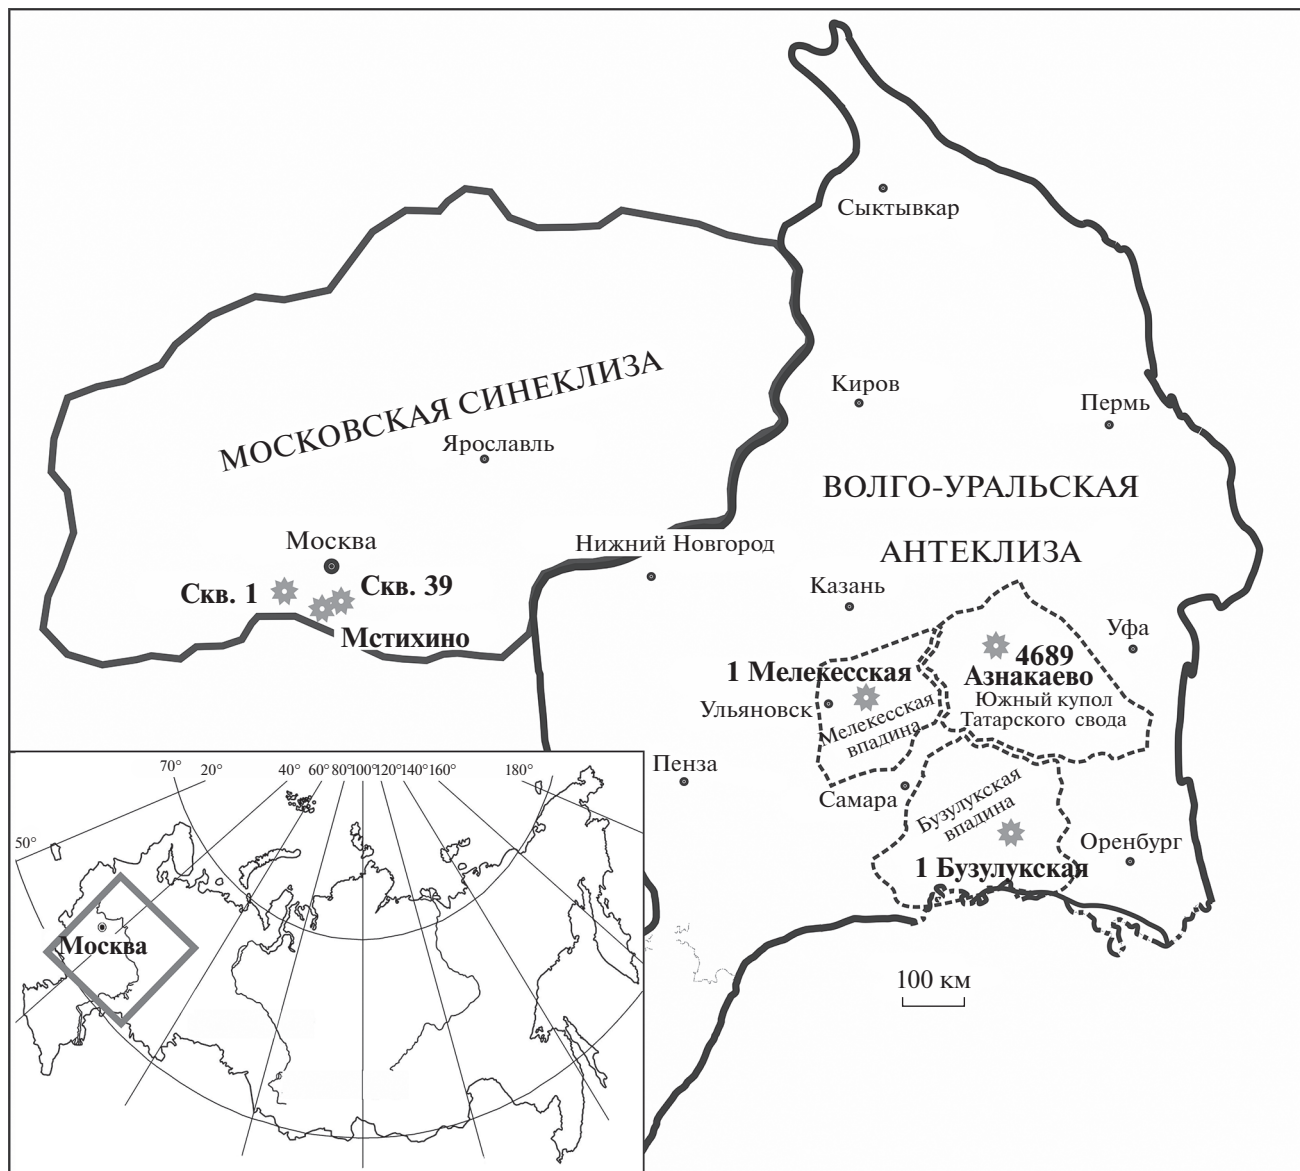 Сыктывкар
МОСКОВСКАЯ СИНЕКЛИЗА
Киров
Пермь
Ярославль
ВОЛГО-УРАЛЬСКАЯ
АНТЕКЛИЗА
Москва
Нижний Новгород
Скв. 1
Скв. 39
Мстихино
Казань
Уфа
1 Мелекесская
4689
Азнакаево
Южный купол
Татарского свода
Ульяновск
Мелекесская
впадина
Пенза
Самара
Бузулукская
впадина
Оренбург
1 Бузулукская
100 км
70° 20° 40° 60° 80° 100° 120° 140° 160° 180°
50°
Москва